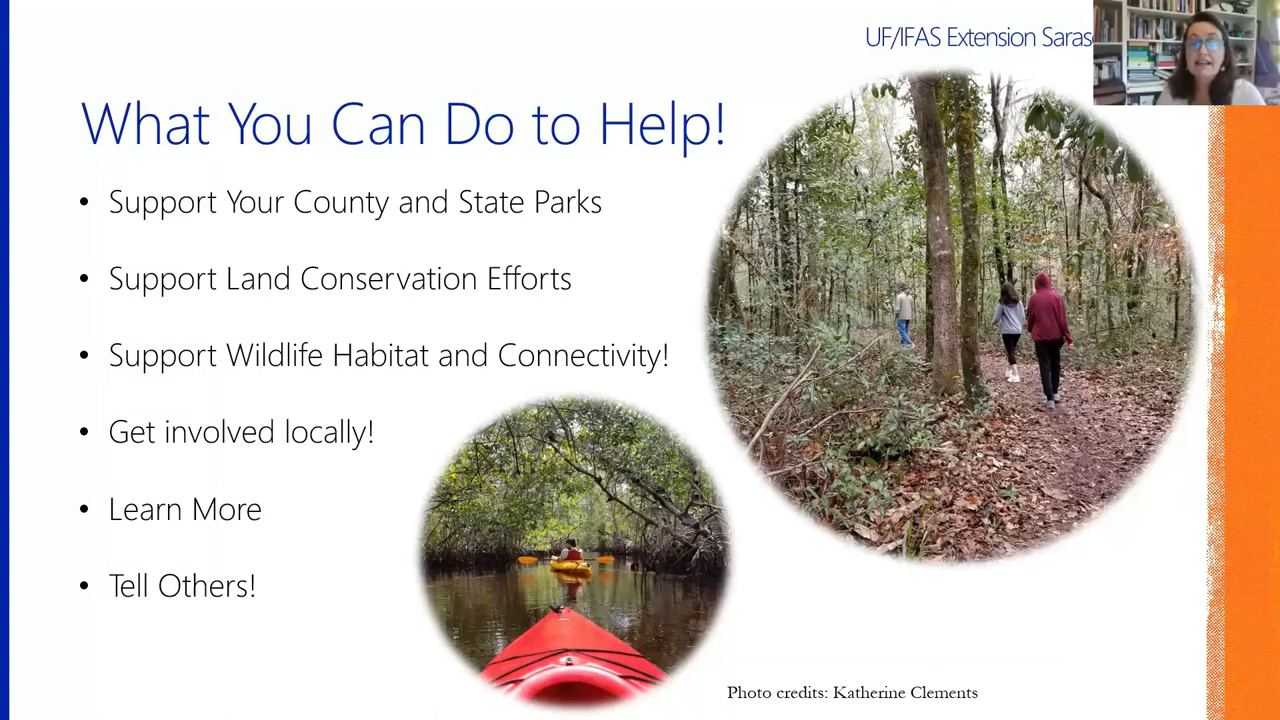 UF/IFAS Extension
What You Can Do to Help!
• Support Your County and State Parks
• Support Land Conservation Efforts
• Support Wildlife Habitat and Connectivity!
• Get involved locally!
• Learn More
• Tell Others!
Photo credits: Katherine Clements